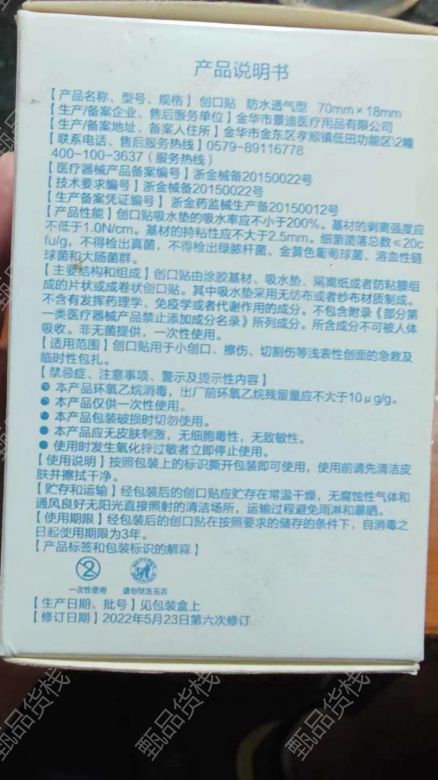 产品说明书
【产品名称、型号、规格】创口贴 防水透气型 70mm×18mm
【生产/备案企业、售后服务单位】金华市景迪医疗用品有限公司
【生产/备案地址、备案人住所】金华市金东区孝顺镇低田功能区\2幢
【联系电话、售后服务热线】0579-89116778
400-100-3637（服务热线）
【医疗器械产品备案编号】浙金械备20150022号
【技术要求编号】浙金械备20150022号
【生产备案凭证编号】浙金药监械生产备20150012号
【产品性能】创口贴吸水垫的吸水率应不小于200%。基材的剥离强度应
不低于1.0N/cm。基材的持粘性应不大于2.5mm。细菌菌落总数≤20c
fu/g，不得检出真菌，不得检出绿脓杆菌、金黄色葡萄球菌、溶血性链
球菌和大肠菌群。
【主要结构和组成】创口贴由涂胶基材、吸水垫、隔离纸或者防粘膜组
成的片状或成卷状创口贴。其中吸水垫采用无纺布或者纱布材质制成。
不含有发挥药理学、免疫学或者代谢作用的成分。不包含附录《部分第
一类医疗器械产品禁止添加成分名录》所列成分。所含成分不可被人体
吸收。非无菌提供，一次性使用。
【适用范围】创口贴用于小创口、擦伤、切割伤等浅表性创面的急救及
临时性包扎。
【禁忌症、注意事项、警示及提示性内容】
● 本产品环氧乙烷消毒，出厂前环氧乙烷残留量应不大于10μg/g。
● 本产品仅供一次性使用。
● 本产品包装破损时切勿使用。
● 本产品应无皮肤刺激，无细胞毒性，无致敏性。
● 使用时发生氧化锌过敏者立即停止使用。
【使用说明】按照包装上的标识撕开包装即可使用，使用前请先清洁皮
肤并擦拭干净。
【贮存和运输】经包装后的创口贴应贮存在常温干燥，无腐蚀性气体和
通风良好无阳光直接照射的清洁场所，运输过程避免雨淋和暴晒。
【使用期限】经包装后的创口贴在按照要求的储存的条件下，自消毒之
日起使用期限为3年。
【产品标签和包装标识的解释】
2
一次性使用
【生产日期、批号】见包装盒上
【修订日期】2022年5月23日第六次修订
甄品货栈